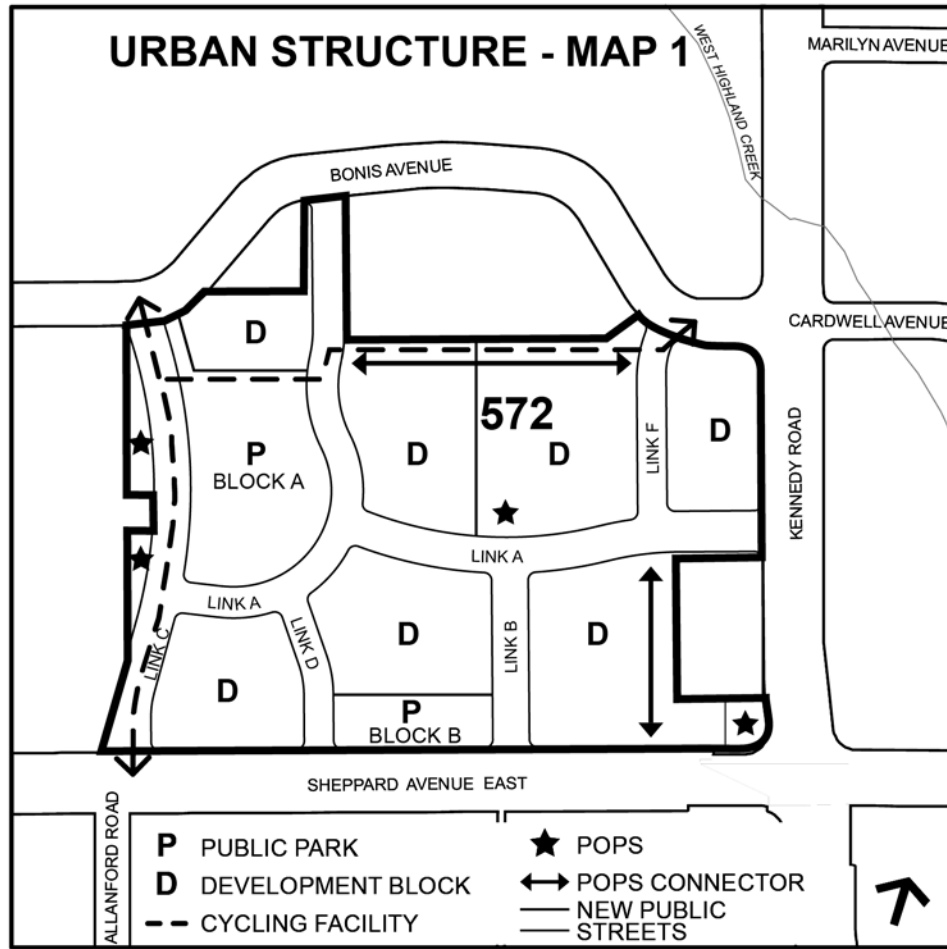 URBAN STRUCTURE - MAP 1
WEST HIGHLAND CREEK
MARILYN AVENUE
BONIS AVENUE
CARDWELL AVENUE
D
572
D
D
D
P
BLOCK A
LINK F
KENNEDY ROAD
LINK A
LINK A
LINK C
LINK D
D
LINK B
D
D
P
BLOCK B
SHEPPARD AVENUE EAST
ALLANFORD ROAD
P PUBLIC PARK
D DEVELOPMENT BLOCK
CYCLING FACILITY
POPS
POPS CONNECTOR
NEW PUBLIC
STREETS